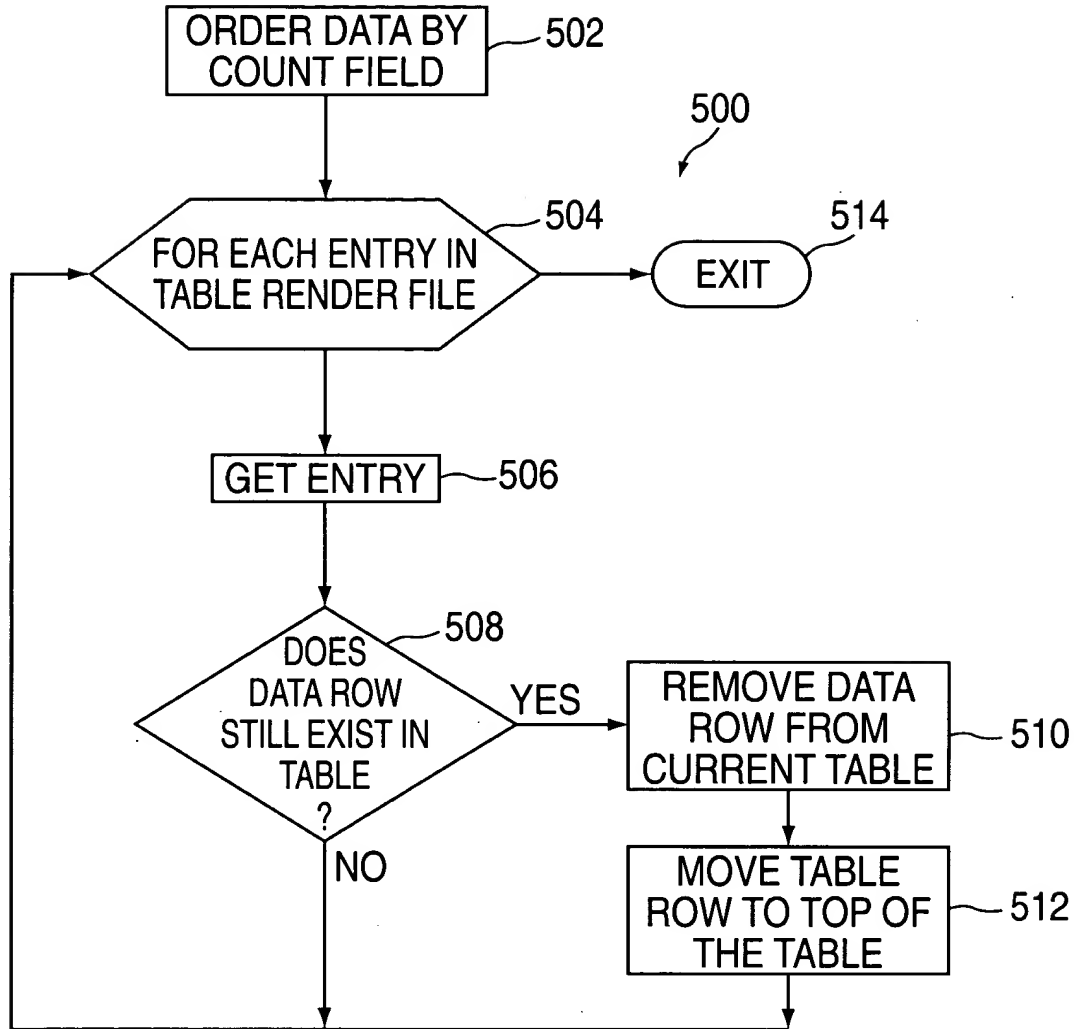 ORDER DATA BY
COUNT FIELD
502
500
504
FOR EACH ENTRY IN
TABLE RENDER FILE
514
EXIT
GET ENTRY
506
508
DOES
DATA ROW
STILL EXIST IN
TABLE
?
YES
NO
REMOVE DATA
ROW FROM
CURRENT TABLE
510
MOVE TABLE
ROW TO TOP OF
THE TABLE
512